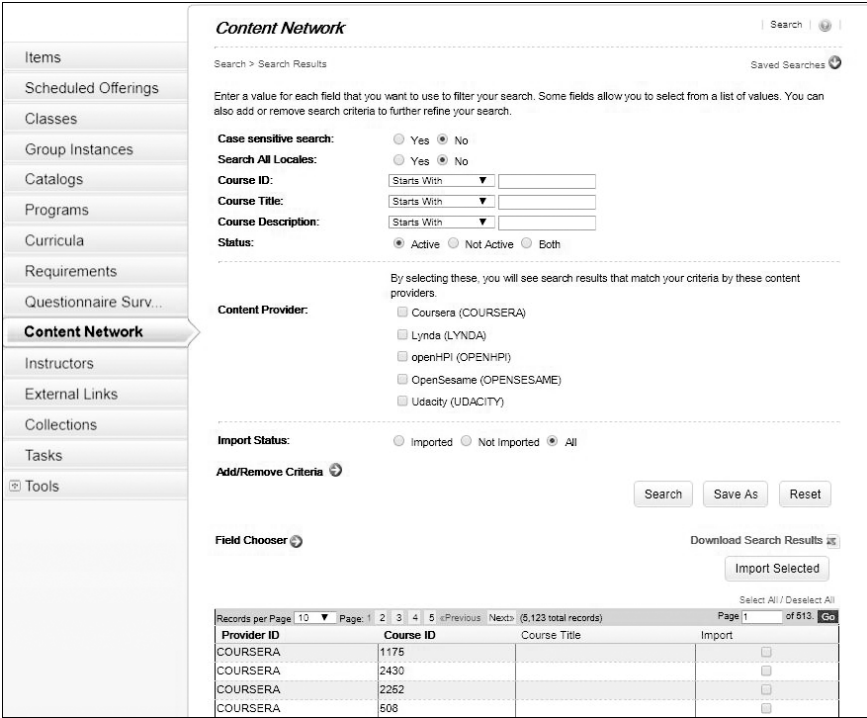 Content Network
Search
Items
Scheduled Offerings
Classes
Group Instances
Catalogs
Programs
Curricula
Requirements
Questionnaire Surv...
Content Network
Instructors
External Links
Collections
Tasks
Tools
Search > Search Results
Saved Searches
Enter a value for each field that you want to use to filter your search. Some fields allow you to select from a list of values. You can
also add or remove search criteria to further refine your search.
Case sensitive search: Yes No
Search All Locales: Yes No
Course ID: Starts With
Course Title: Starts With
Course Description: Starts With
Status: Active Not Active Both
By selecting these, you will see search results that match your criteria by these content
providers.
Content Provider:
Coursera (COURSERA)
Lynda (LYNDA)
openHPI (OPENHPI)
OpenSesame (OPENSESAME)
Udacity (UDACITY)
Import Status: Imported Not Imported All
Add/Remove Criteria
Search Save As Reset
Field Chooser
Download Search Results
Import Selected
Select All / Deselect All
Records per Page 10 Page: 1 2 3 4 5 «Previous Next» (5,123 total records) Page 1 of 513. Go
Provider ID Course ID Course Title Import
COURSERA 1175
COURSERA 2430
COURSERA 2252
COURSERA 508